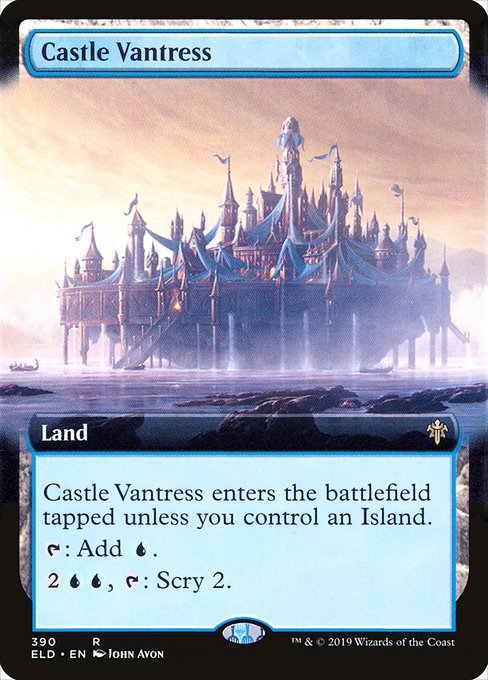 Castle Vantress
Land
Castle Vantress enters the battlefield
tapped unless you control an Island.
: Add .
2 , : Scry 2.
390 R
ELD • EN John Avon
™ & © 2019 Wizards of the Coast